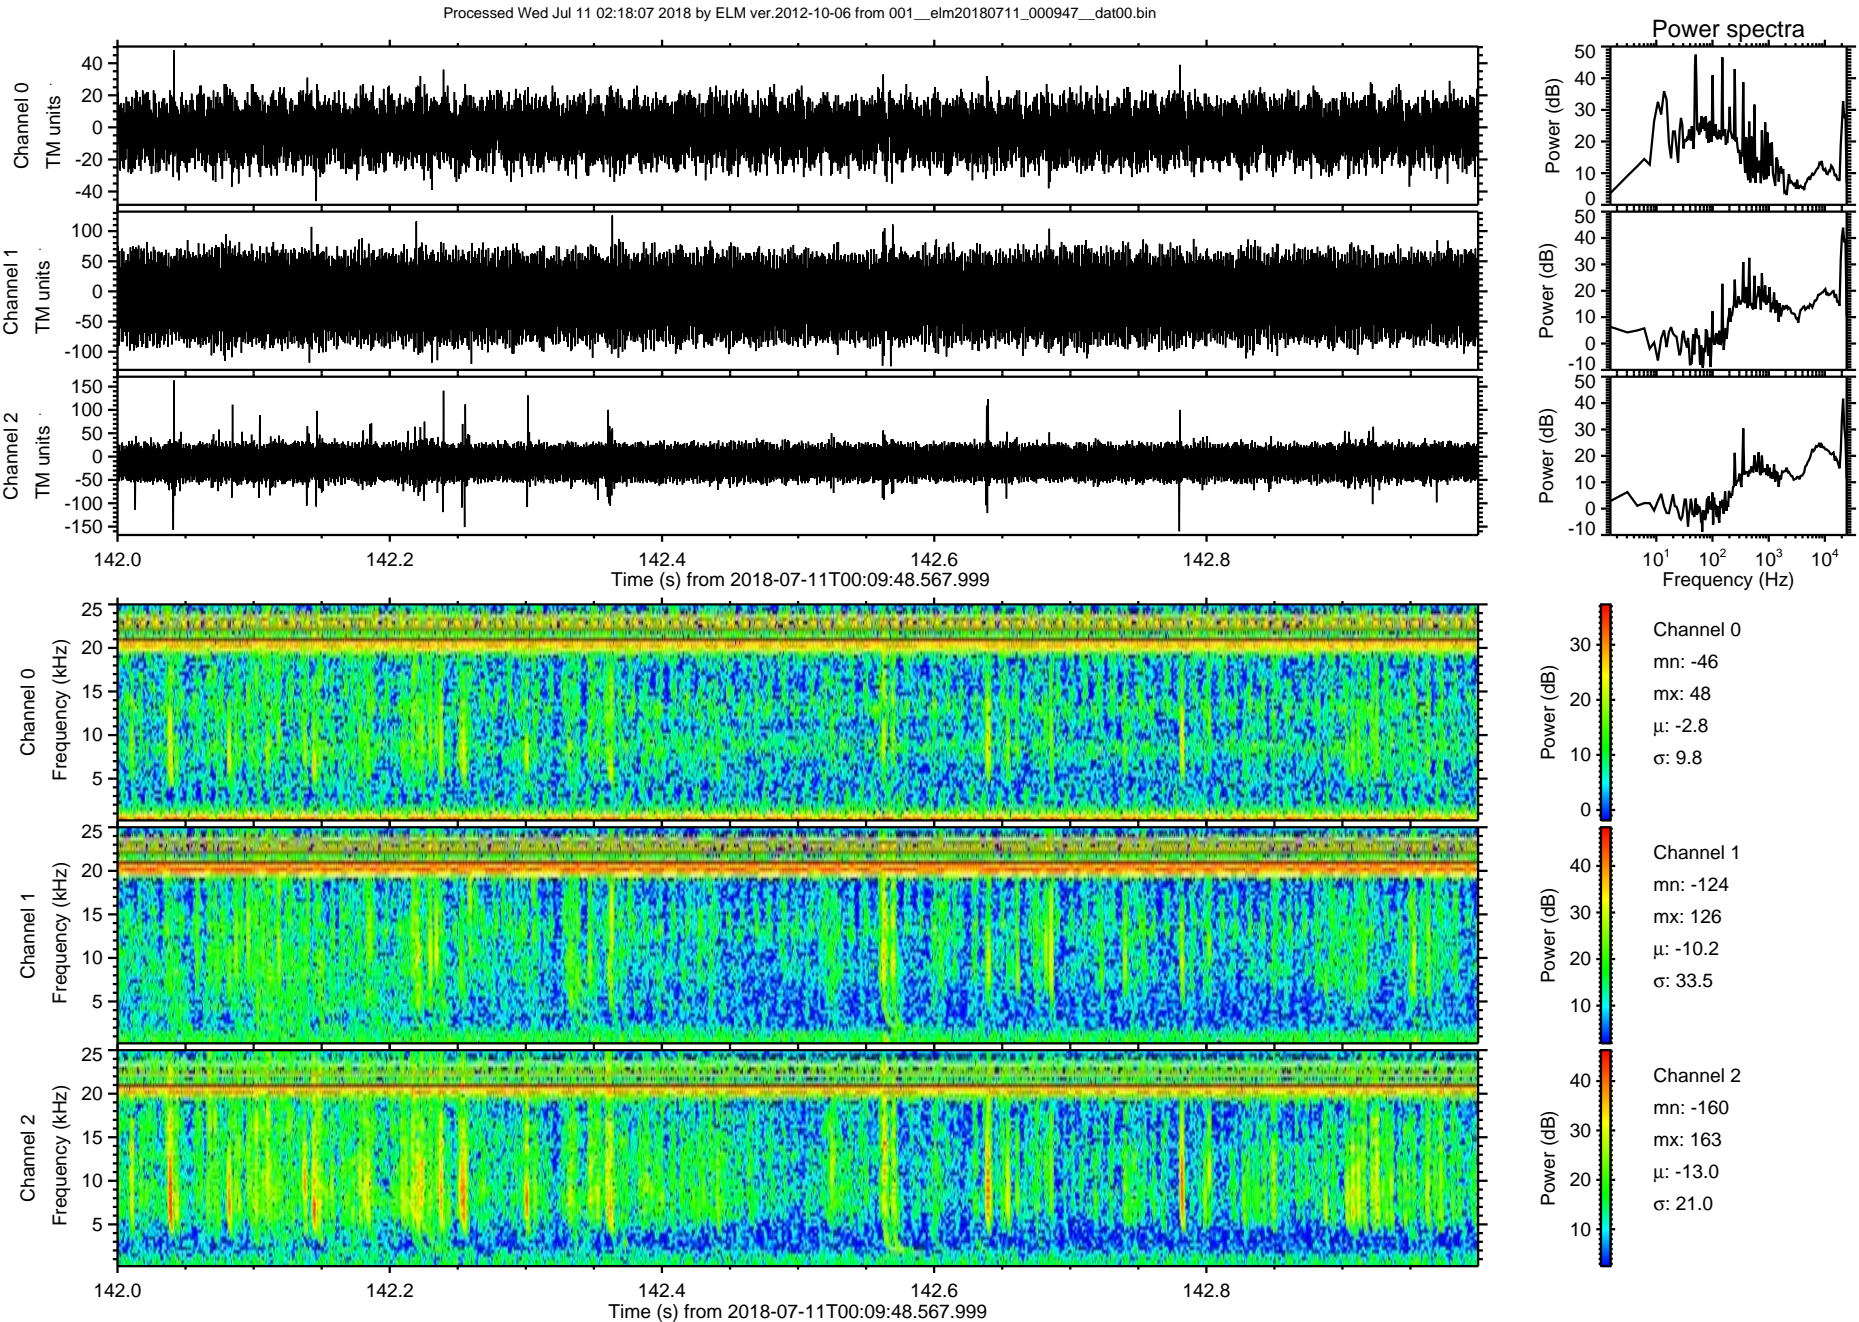 Processed Wed Jul 11 02:18:07 2018 by ELM ver.2012-10-06 from 001__elm20180711_000947__dat00.bin
Power spectra
Channel 0
TM units
40
20
0
-20
-40
Power (dB)
50
40
30
20
10
0
Channel 1
TM units
100
50
0
-50
-100
Power (dB)
50
40
30
20
10
0
-10
Channel 2
TM units
150
100
50
0
-50
-100
-150
Power (dB)
50
40
30
20
10
0
-10
142.0 142.2 142.4 142.6 142.8
Time (s) from 2018-07-11T00:09:48.567.999
10¹ 10² 10³ 10⁴
Frequency (Hz)
Channel 0
Frequency (kHz)
25
20
15
10
5
Power (dB)
30
20
10
0
Channel 0
mn: -46
mx: 48
μ: -2.8
σ: 9.8
Channel 1
Frequency (kHz)
25
20
15
10
5
Power (dB)
40
30
20
10
Channel 1
mn: -124
mx: 126
μ: -10.2
σ: 33.5
Channel 2
Frequency (kHz)
25
20
15
10
5
Power (dB)
40
30
20
10
Channel 2
mn: -160
mx: 163
μ: -13.0
σ: 21.0
142.0 142.2 142.4 142.6 142.8
Time (s) from 2018-07-11T00:09:48.567.999